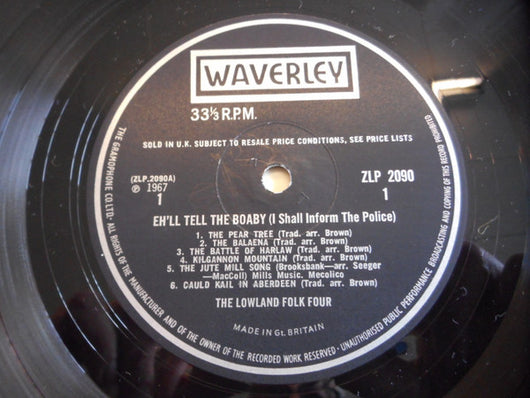 WAVERLEY
33⅓ R.P.M.
SOLD IN U.K. SUBJECT TO RESALE PRICE CONDITIONS, SEE PRICE LISTS
(ZLP.2090A)
℗ 1967
1
ZLP 2090
1
EH'LL TELL THE BOABY (I Shall Inform The Police)
1. THE PEAR TREE (Trad. arr. Brown)
2. THE BALAENA (Trad. arr. Brown)
3. THE BATTLE OF HARLAW (Trad. arr. Brown)
4. KILGANNON MOUNTAIN (Trad. arr. Brown)
5. THE JUTE MILL SONG (Brooksbank—arr. Seeger
—MacColl) Mills Music. Mecolico
6. CAULD KAIL IN ABERDEEN (Trad. arr. Brown)
THE LOWLAND FOLK FOUR
MADE IN Gt. BRITAIN
THE GRAMOPHONE CO LTD· ALL RIGHTS OF THE MANUFACTURER AND OF THE OWNER OF THE RECORDED WORK RESERVED· UNAUTHORISED PUBLIC PERFORMANCE BROADCASTING AND COPYING OF THIS RECORD PROHIBITED